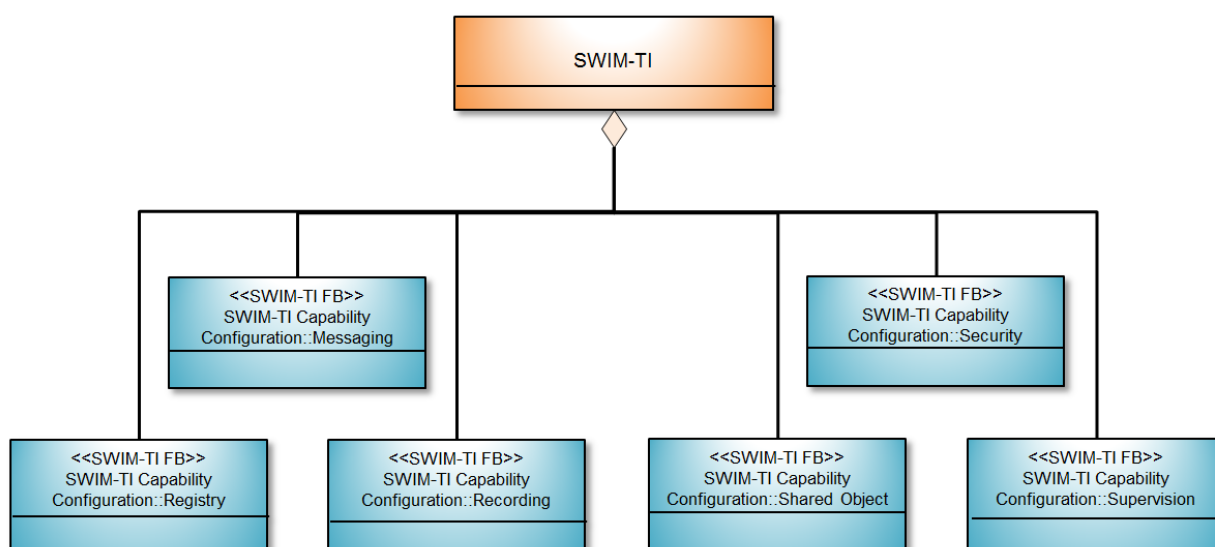 SWIM-TI
<<SWIM-TI FB>>
SWIM-TI Capability
Configuration::Messaging
<<SWIM-TI FB>>
SWIM-TI Capability
Configuration::Security
<<SWIM-TI FB>>
SWIM-TI Capability
Configuration::Registry
<<SWIM-TI FB>>
SWIM-TI Capability
Configuration::Recording
<<SWIM-TI FB>>
SWIM-TI Capability
Configuration::Shared Object
<<SWIM-TI FB>>
SWIM-TI Capability
Configuration::Supervision